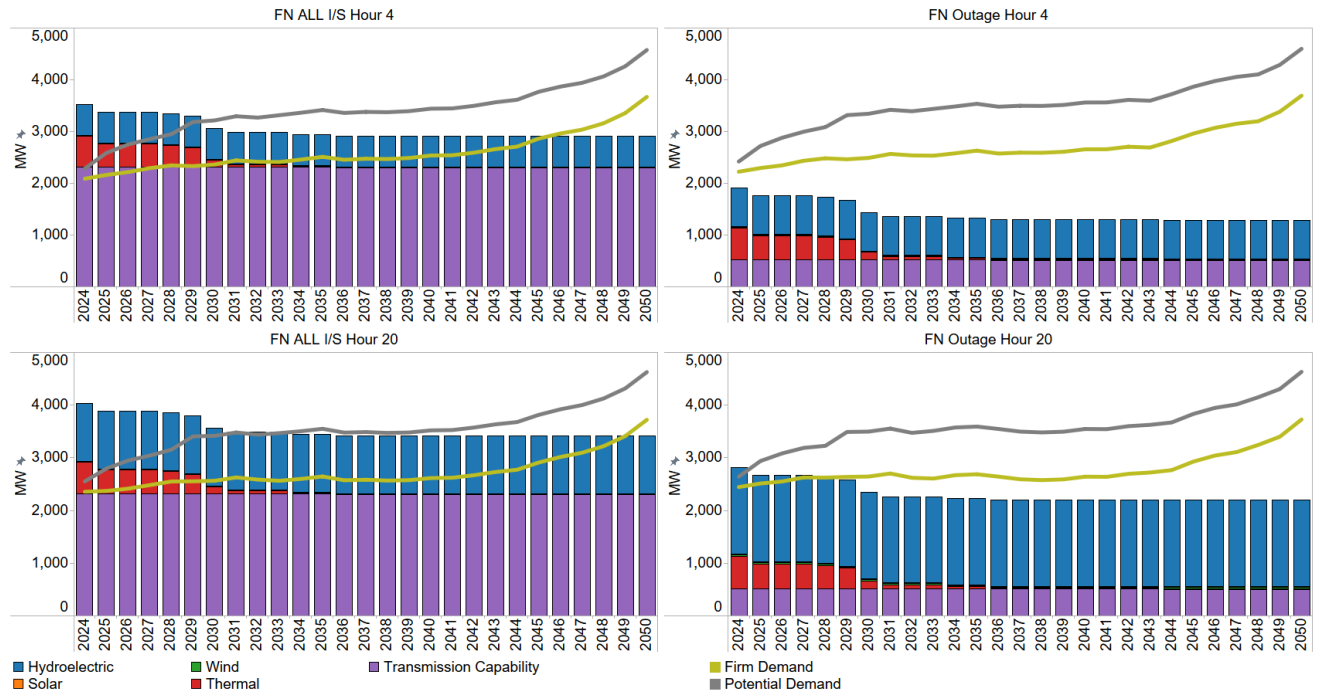 FN ALL I/S Hour 4
FN Outage Hour 4
MW
5,000
4,000
3,000
2,000
1,000
0
2024 2025 2026 2027 2028 2029 2030 2031 2032 2033 2034 2035 2036 2037 2038 2039 2040 2041 2042 2043 2044 2045 2046 2047 2048 2049 2050
MW
5,000
4,000
3,000
2,000
1,000
0
2024 2025 2026 2027 2028 2029 2030 2031 2032 2033 2034 2035 2036 2037 2038 2039 2040 2041 2042 2043 2044 2045 2046 2047 2048 2049 2050
FN ALL I/S Hour 20
FN Outage Hour 20
MW
5,000
4,000
3,000
2,000
1,000
0
2024 2025 2026 2027 2028 2029 2030 2031 2032 2033 2034 2035 2036 2037 2038 2039 2040 2041 2042 2043 2044 2045 2046 2047 2048 2049 2050
MW
5,000
4,000
3,000
2,000
1,000
0
2024 2025 2026 2027 2028 2029 2030 2031 2032 2033 2034 2035 2036 2037 2038 2039 2040 2041 2042 2043 2044 2045 2046 2047 2048 2049 2050
Hydroelectric Wind Transmission Capability Firm Demand
Solar Thermal Potential Demand